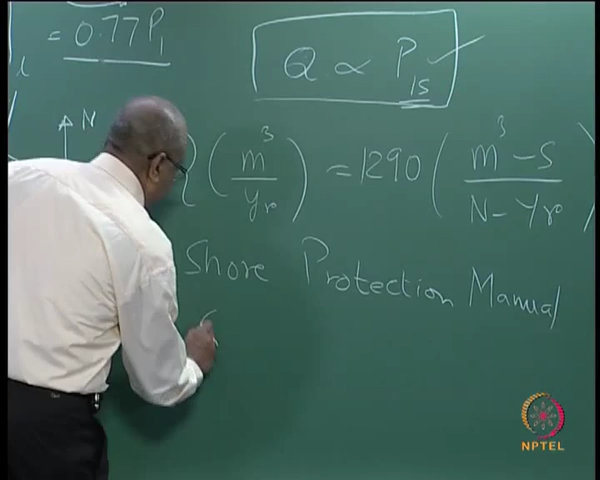 = 0.77 P₁
Q ∝ P₁ₛ
N
Q (m³/Yr) = 1290 (m³ - S / N - Yr)
Shore Protection Manual
NPTEL